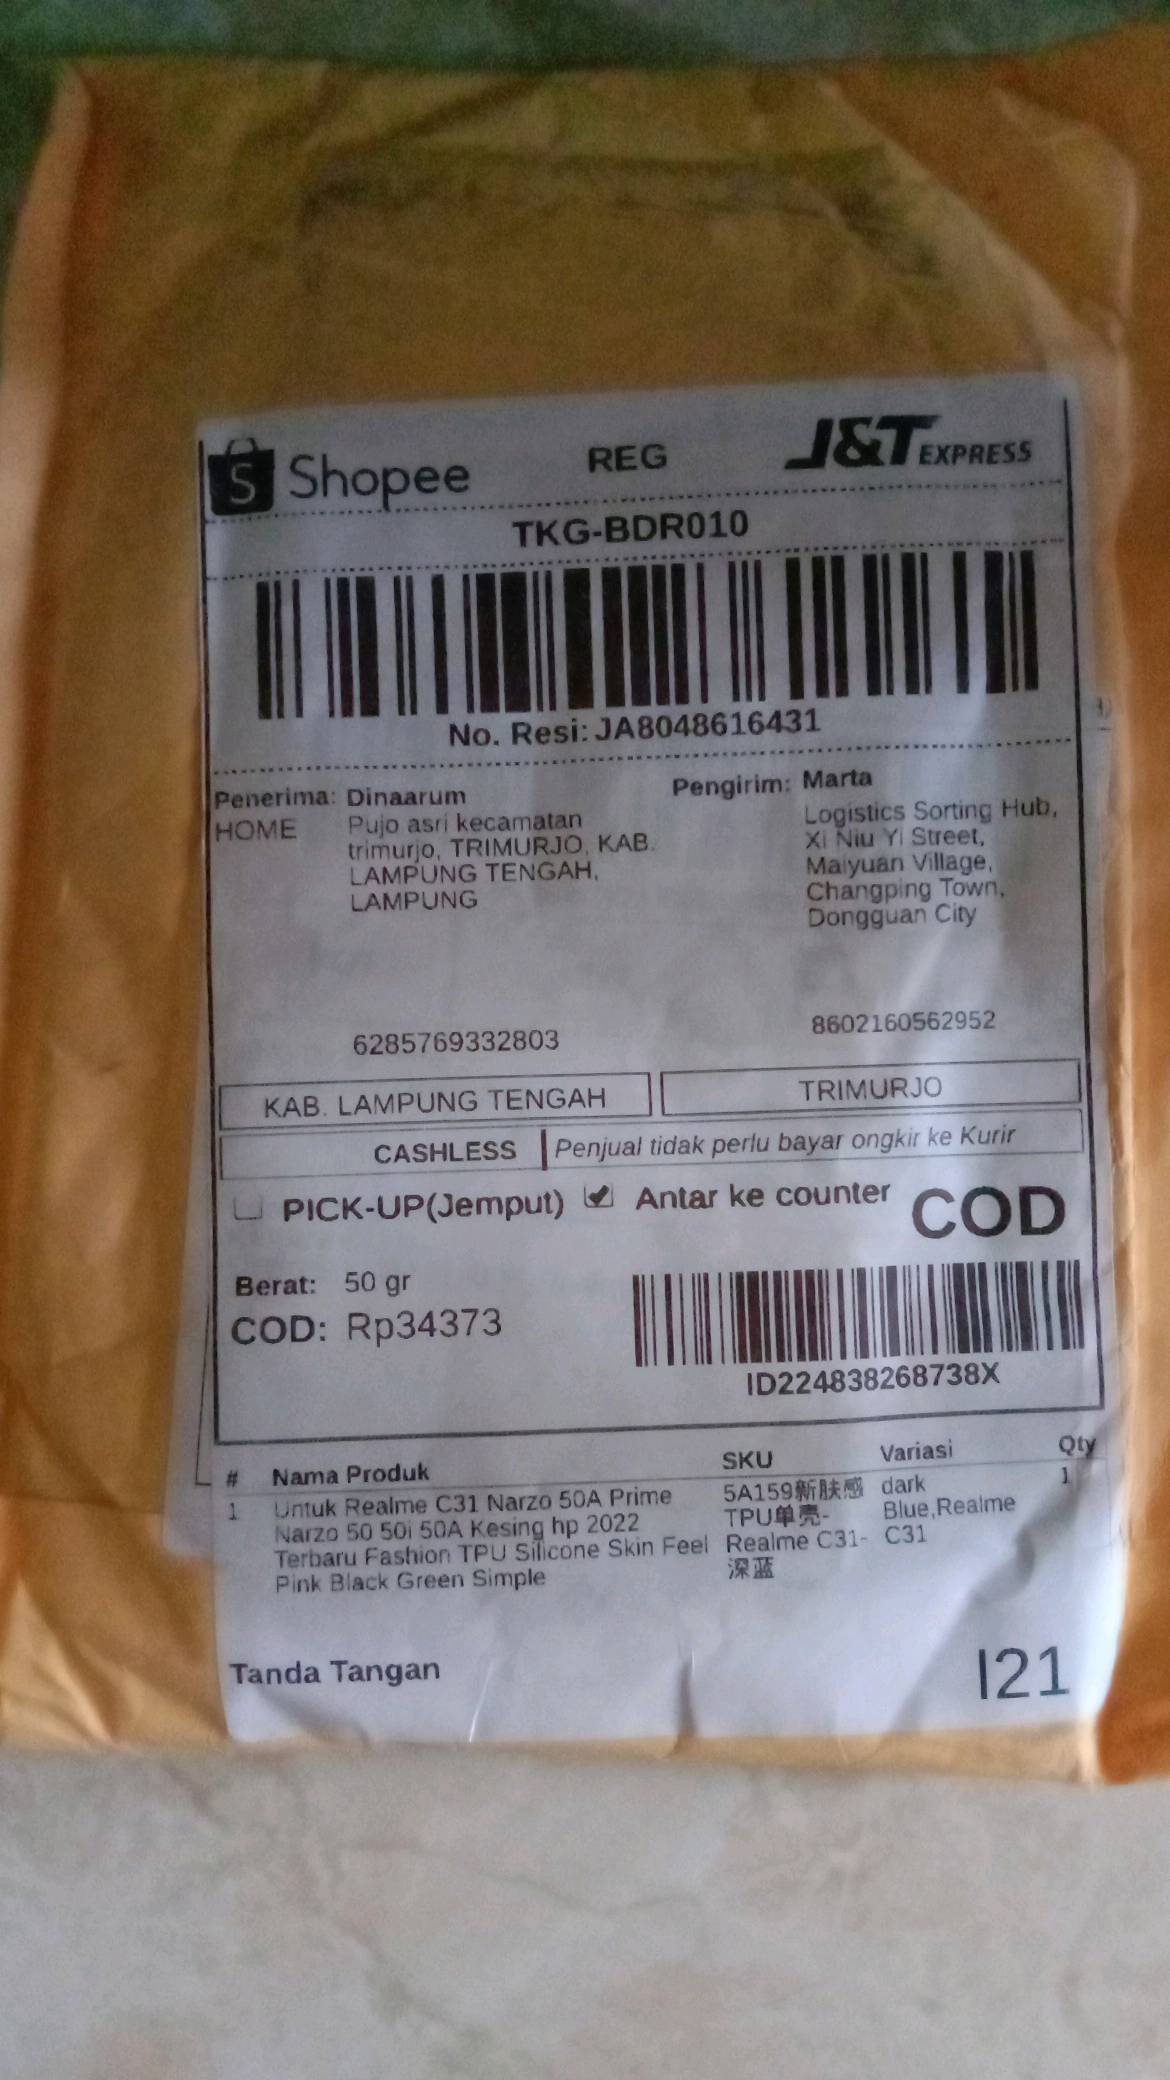 Shopee REG J&T EXPRESS
TKG-BDR010
No. Resi: JA8048616431
Penerima: Dinaarum
HOME
Pujo asri kecamatan
trimurjo, TRIMURJO, KAB.
LAMPUNG TENGAH,
LAMPUNG
6285769332803
Pengirim: Marta
Logistics Sorting Hub,
Xi Niu Yi Street,
Maiyuan Village,
Changping Town,
Dongguan City
8602160562952
KAB. LAMPUNG TENGAH
TRIMURJO
CASHLESS Penjual tidak perlu bayar ongkir ke Kurir
PICK-UP(Jemput) Antar ke counter COD
Berat: 50 gr
COD: Rp34373
ID224838268738X
# Nama Produk SKU Variasi Qty
1 Untuk Realme C31 Narzo 50A Prime
Narzo 50 50i 50A Kesing hp 2022
Terbaru Fashion TPU Silicone Skin Feel
Pink Black Green Simple
5A159新肤感
TPU单壳-
Realme C31-
深蓝
dark
Blue,Realme
C31
1
Tanda Tangan
I21